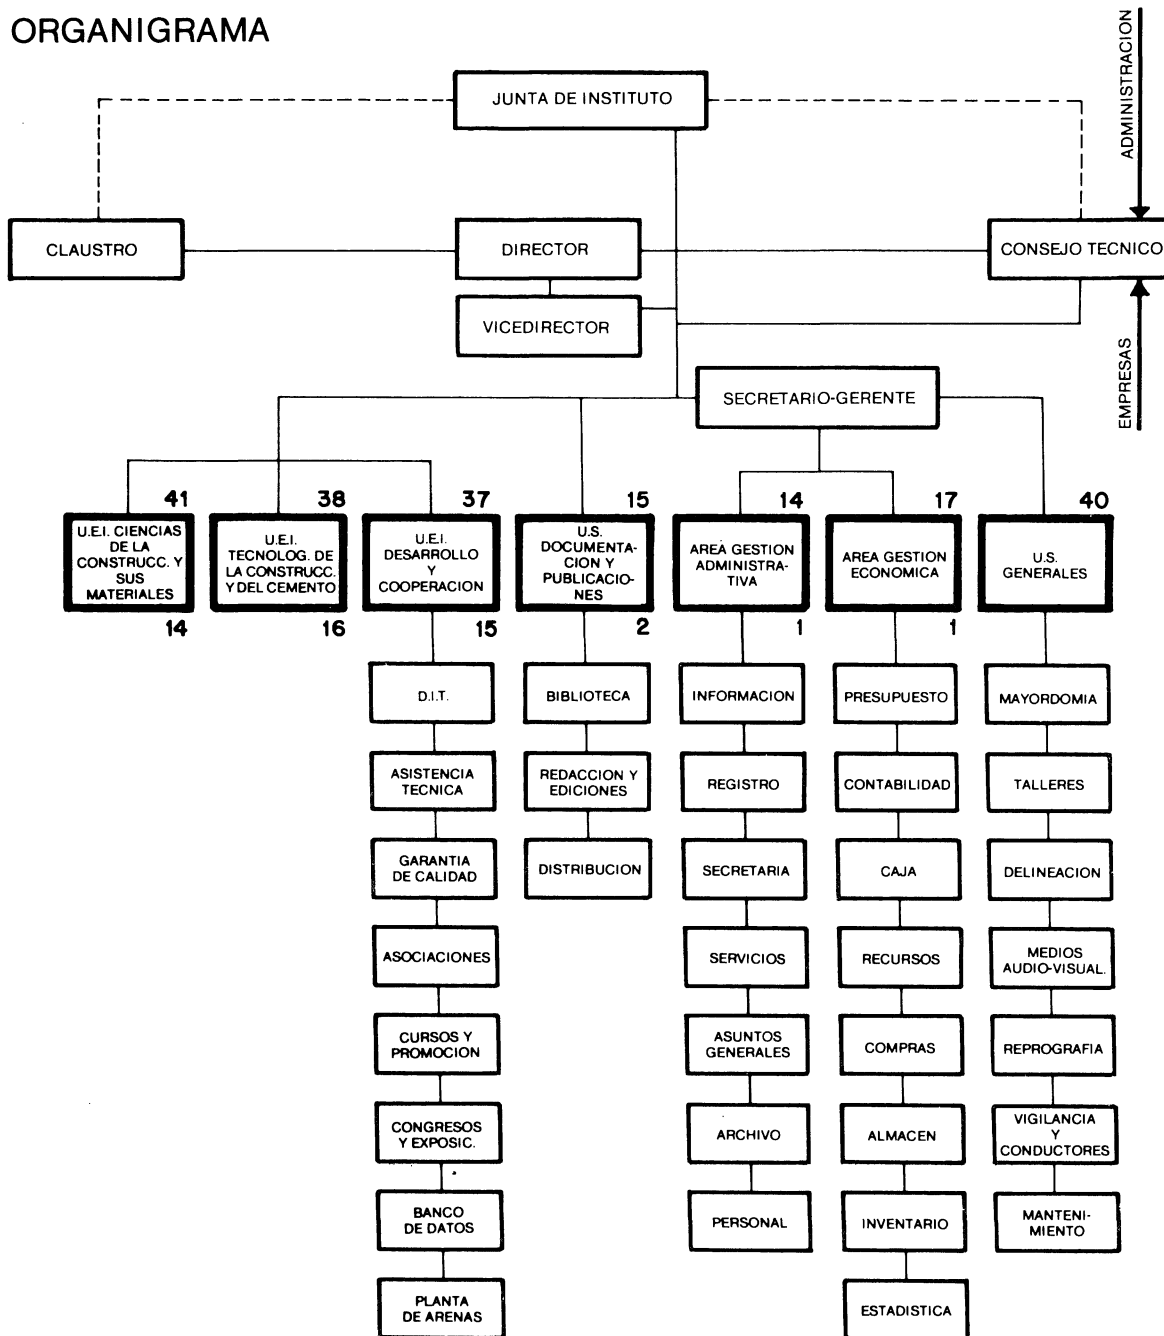 ORGANIGRAMA
ADMINISTRACION
JUNTA DE INSTITUTO
CLAUSTRO
DIRECTOR
CONSEJO TECNICO
VICEDIRECTOR
EMPRESAS
SECRETARIO-GERENTE
41
38
37
15
14
17
40
U.E.I. CIENCIAS
DE LA
CONSTRUCC. Y
SUS
MATERIALES
U.E.I.
TECNOLOG. DE
LA CONSTRUCC.
Y DEL CEMENTO
U.E.I.
DESARROLLO
Y
COOPERACION
U.S.
DOCUMENTA-
CION Y
PUBLICACIO-
NES
AREA GESTION
ADMINISTRA-
TIVA
AREA GESTION
ECONOMICA
U.S.
GENERALES
14
16
15
2
1
1
D.I.T.
ASISTENCIA
TECNICA
GARANTIA
DE CALIDAD
ASOCIACIONES
CURSOS Y
PROMOCION
CONGRESOS
Y EXPOSIC.
BANCO
DE DATOS
PLANTA
DE ARENAS
BIBLIOTECA
REDACCION Y
EDICIONES
DISTRIBUCION
INFORMACION
REGISTRO
SECRETARIA
SERVICIOS
ASUNTOS
GENERALES
ARCHIVO
PERSONAL
PRESUPUESTO
CONTABILIDAD
CAJA
RECURSOS
COMPRAS
ALMACEN
INVENTARIO
ESTADISTICA
MAYORDOMIA
TALLERES
DELINEACION
MEDIOS
AUDIO-VISUAL.
REPROGRAFIA
VIGILANCIA
Y
CONDUCTORES
MANTENI-
MIENTO